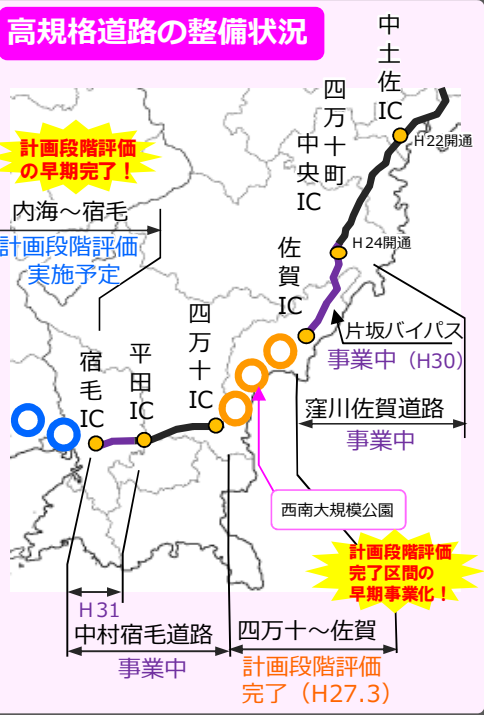 高規格道路の整備状況
中土佐IC
H22開通
四万十町中央IC
H24開通
計画段階評価
の早期完了！
内海～宿毛
計画段階評価
実施予定
佐賀IC
片坂バイパス
事業中（H30）
四万十IC
平田IC
宿毛IC
窪川佐賀道路
事業中
西南大規模公園
計画段階評価
完了区間の
早期事業化！
H31
中村宿毛道路
事業中
四万十～佐賀
計画段階評価
完了（H27.3）